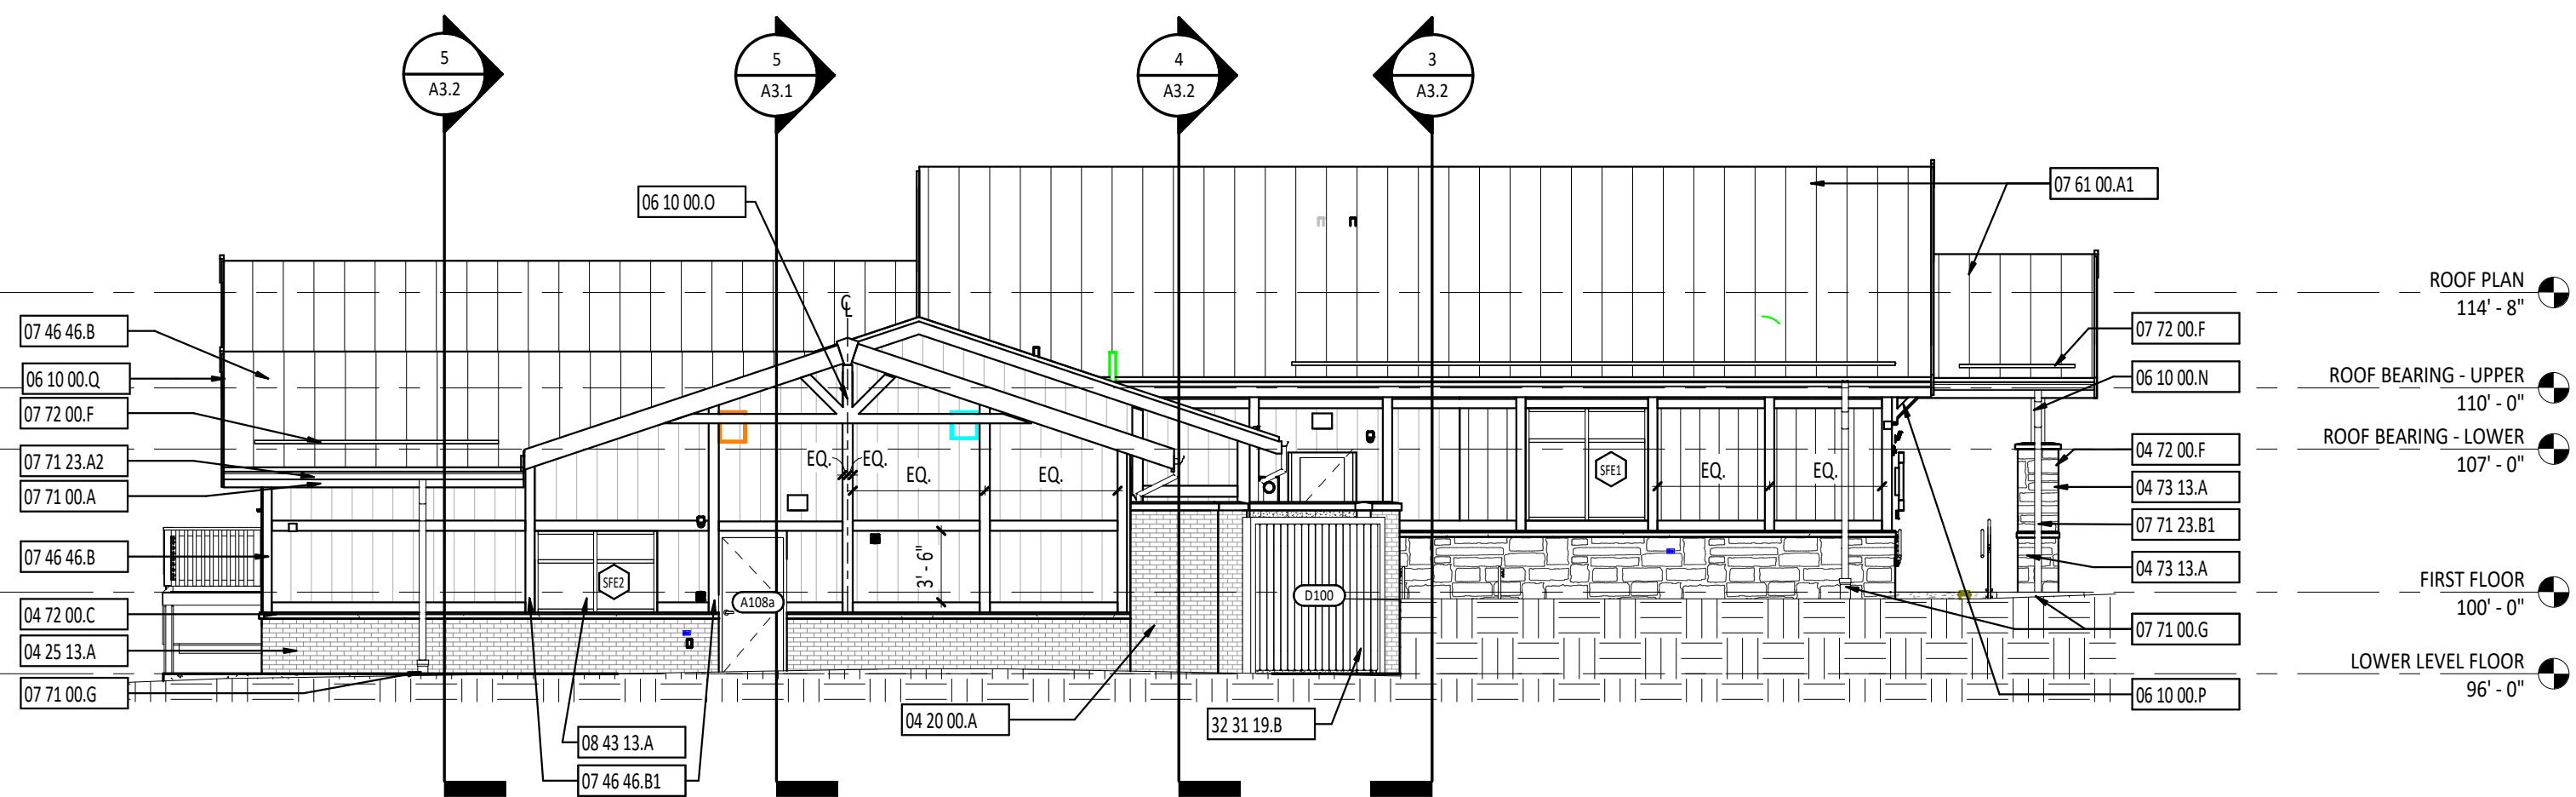 5
A3.2
5
A3.1
4
A3.2
3
A3.2
06 10 00.O
07 61 00.A1
ROOF PLAN
114' - 8"
07 46 46.B
06 10 00.Q
07 72 00.F
07 71 23.A2
07 71 00.A
07 46 46.B
04 72 00.C
04 25 13.A
07 71 00.G
℄
EQ.
EQ.
EQ.
EQ.
EQ.
EQ.
3' - 6"
SFE2
SFE1
A108a
D100
08 43 13.A
07 46 46.B1
04 20 00.A
32 31 19.B
07 72 00.F
06 10 00.N
04 72 00.F
04 73 13.A
07 71 23.B1
04 73 13.A
07 71 00.G
06 10 00.P
ROOF BEARING - UPPER
110' - 0"
ROOF BEARING - LOWER
107' - 0"
FIRST FLOOR
100' - 0"
LOWER LEVEL FLOOR
96' - 0"